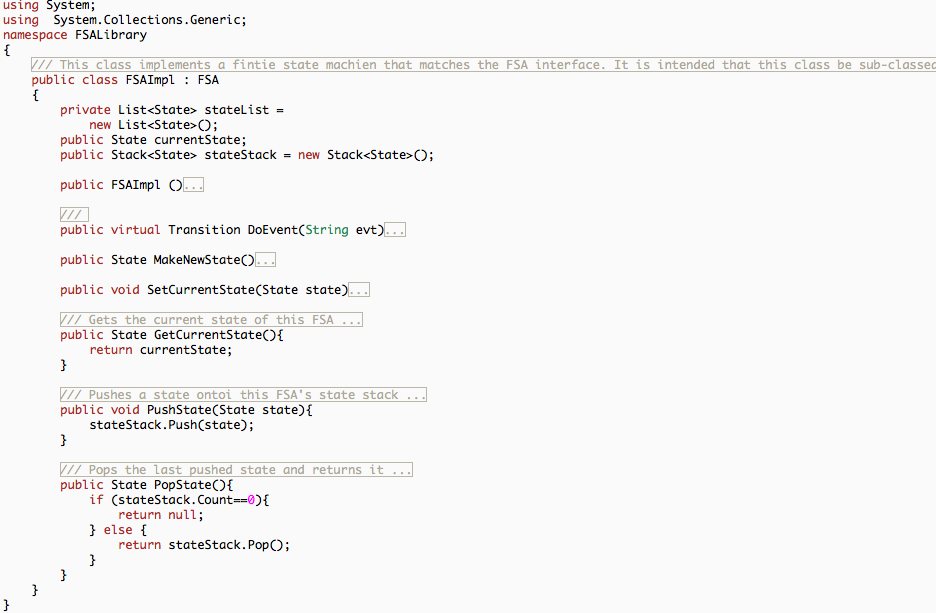 using System;
using  System.Collections.Generic;
namespace FSALibrary
{
    /// This class implements a fintie state machien that matches the FSA interface. It is intended that this class be sub-classed
    public class FSAImpl : FSA
    {
        private List<State> stateList =
            new List<State>();
        public State currentState;
        public Stack<State> stateStack = new Stack<State>();

        public FSAImpl ()...

        ///
        public virtual Transition DoEvent(String evt)...

        public State MakeNewState()...

        public void SetCurrentState(State state)...

        /// Gets the current state of this FSA ...
        public State GetCurrentState(){
            return currentState;
        }

        /// Pushes a state ontoi this FSA's state stack ...
        public void PushState(State state){
            stateStack.Push(state);
        }

        /// Pops the last pushed state and returns it ...
        public State PopState(){
            if (stateStack.Count==0){
                return null;
            } else {
                return stateStack.Pop();
            }
        }
    }
}